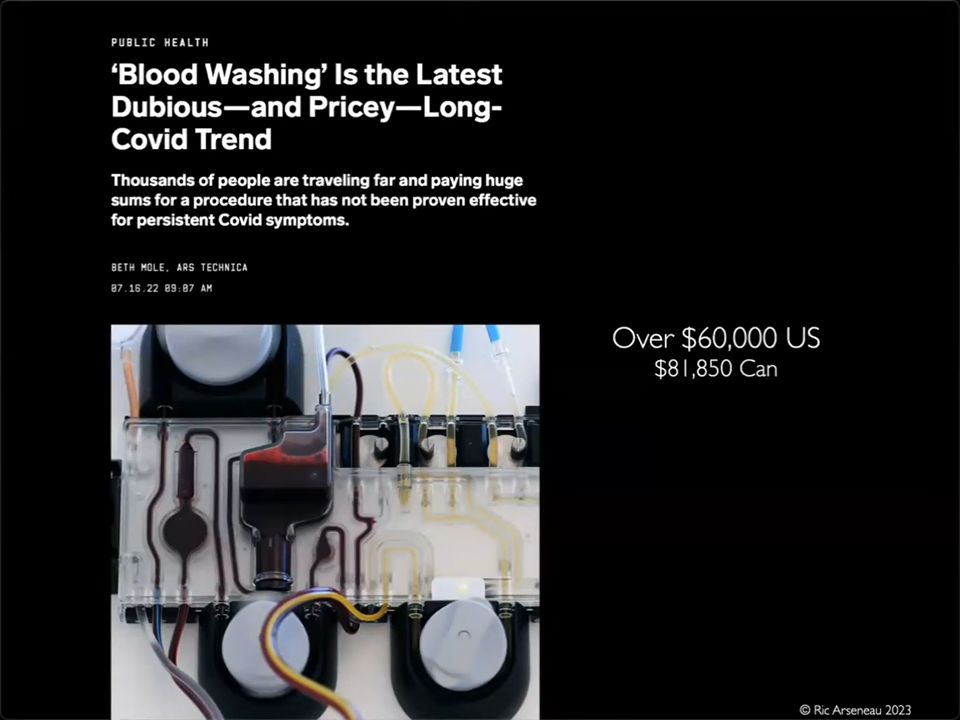 PUBLIC HEALTH
‘Blood Washing’ Is the Latest
Dubious—and Pricey—Long-
Covid Trend
Thousands of people are traveling far and paying huge
sums for a procedure that has not been proven effective
for persistent Covid symptoms.
BETH MOLE, ARS TECHNICA
07.16.22 09:07 AM
Over $60,000 US
$81,850 Can
© Ric Arseneau 2023